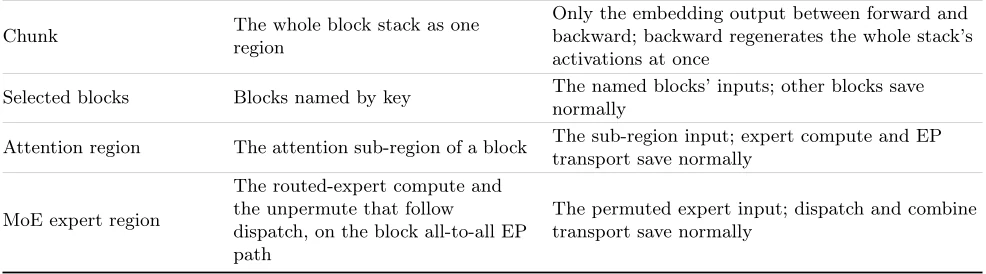 Chunk
The whole block stack as one
region
Only the embedding output between forward and
backward; backward regenerates the whole stack's
activations at once
Selected blocks
Blocks named by key
The named blocks' inputs; other blocks save
normally
Attention region
The attention sub-region of a block
The sub-region input; expert compute and EP
transport save normally
MoE expert region
The routed-expert compute and
the unpermute that follow
dispatch, on the block all-to-all EP
path
The permuted expert input; dispatch and combine
transport save normally